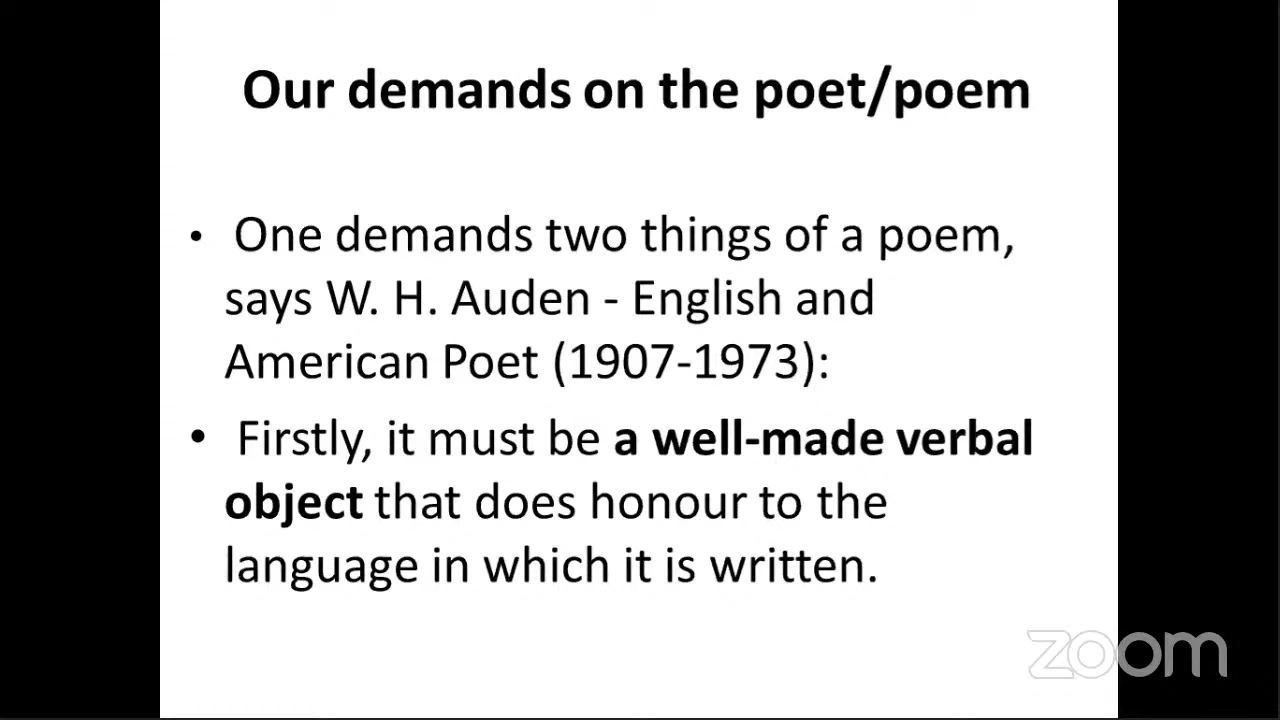 Our demands on the poet/poem
• One demands two things of a poem,
says W. H. Auden - English and
American Poet (1907-1973):
• Firstly, it must be a well-made verbal
object that does honour to the
language in which it is written.
zoom